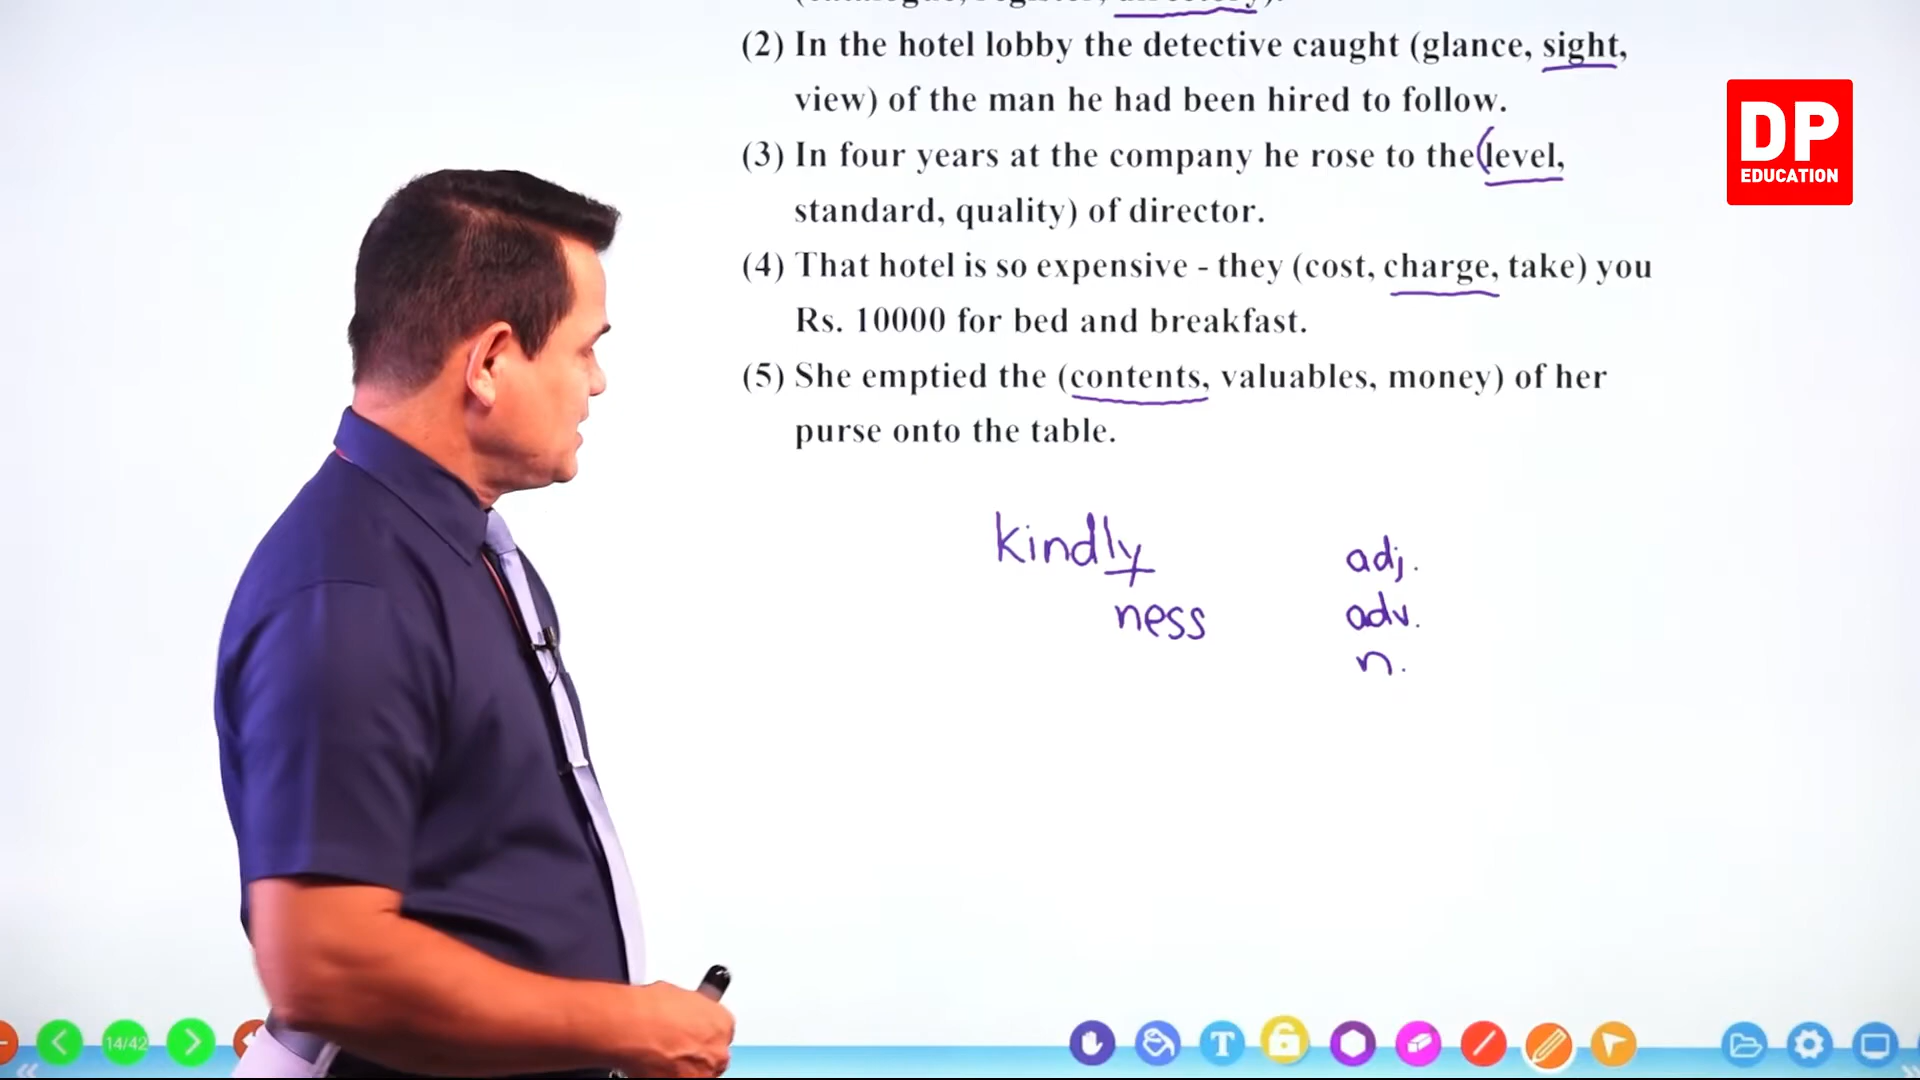 (catalogue, register, directory).
(2) In the hotel lobby the detective caught (glance, sight,
view) of the man he had been hired to follow.
(3) In four years at the company he rose to the (level,
standard, quality) of director.
(4) That hotel is so expensive - they (cost, charge, take) you
Rs. 10000 for bed and breakfast.
(5) She emptied the (contents, valuables, money) of her
purse onto the table.
kindly
ness
adj.
adv.
n.
DP
EDUCATION
14/42
T